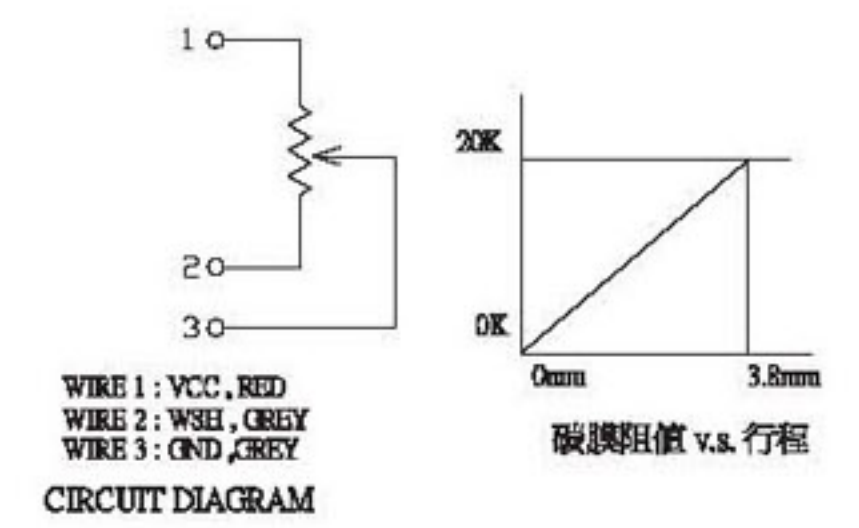 1
2
3
WIRE 1 : VCC , RED
WIRE 2 : , GREY
WIRE 3 : GND , GREY
CIRCUIT DIAGRAM
20K
0K
0mm
3.8mm
碳膜阻值 v.s. 行程